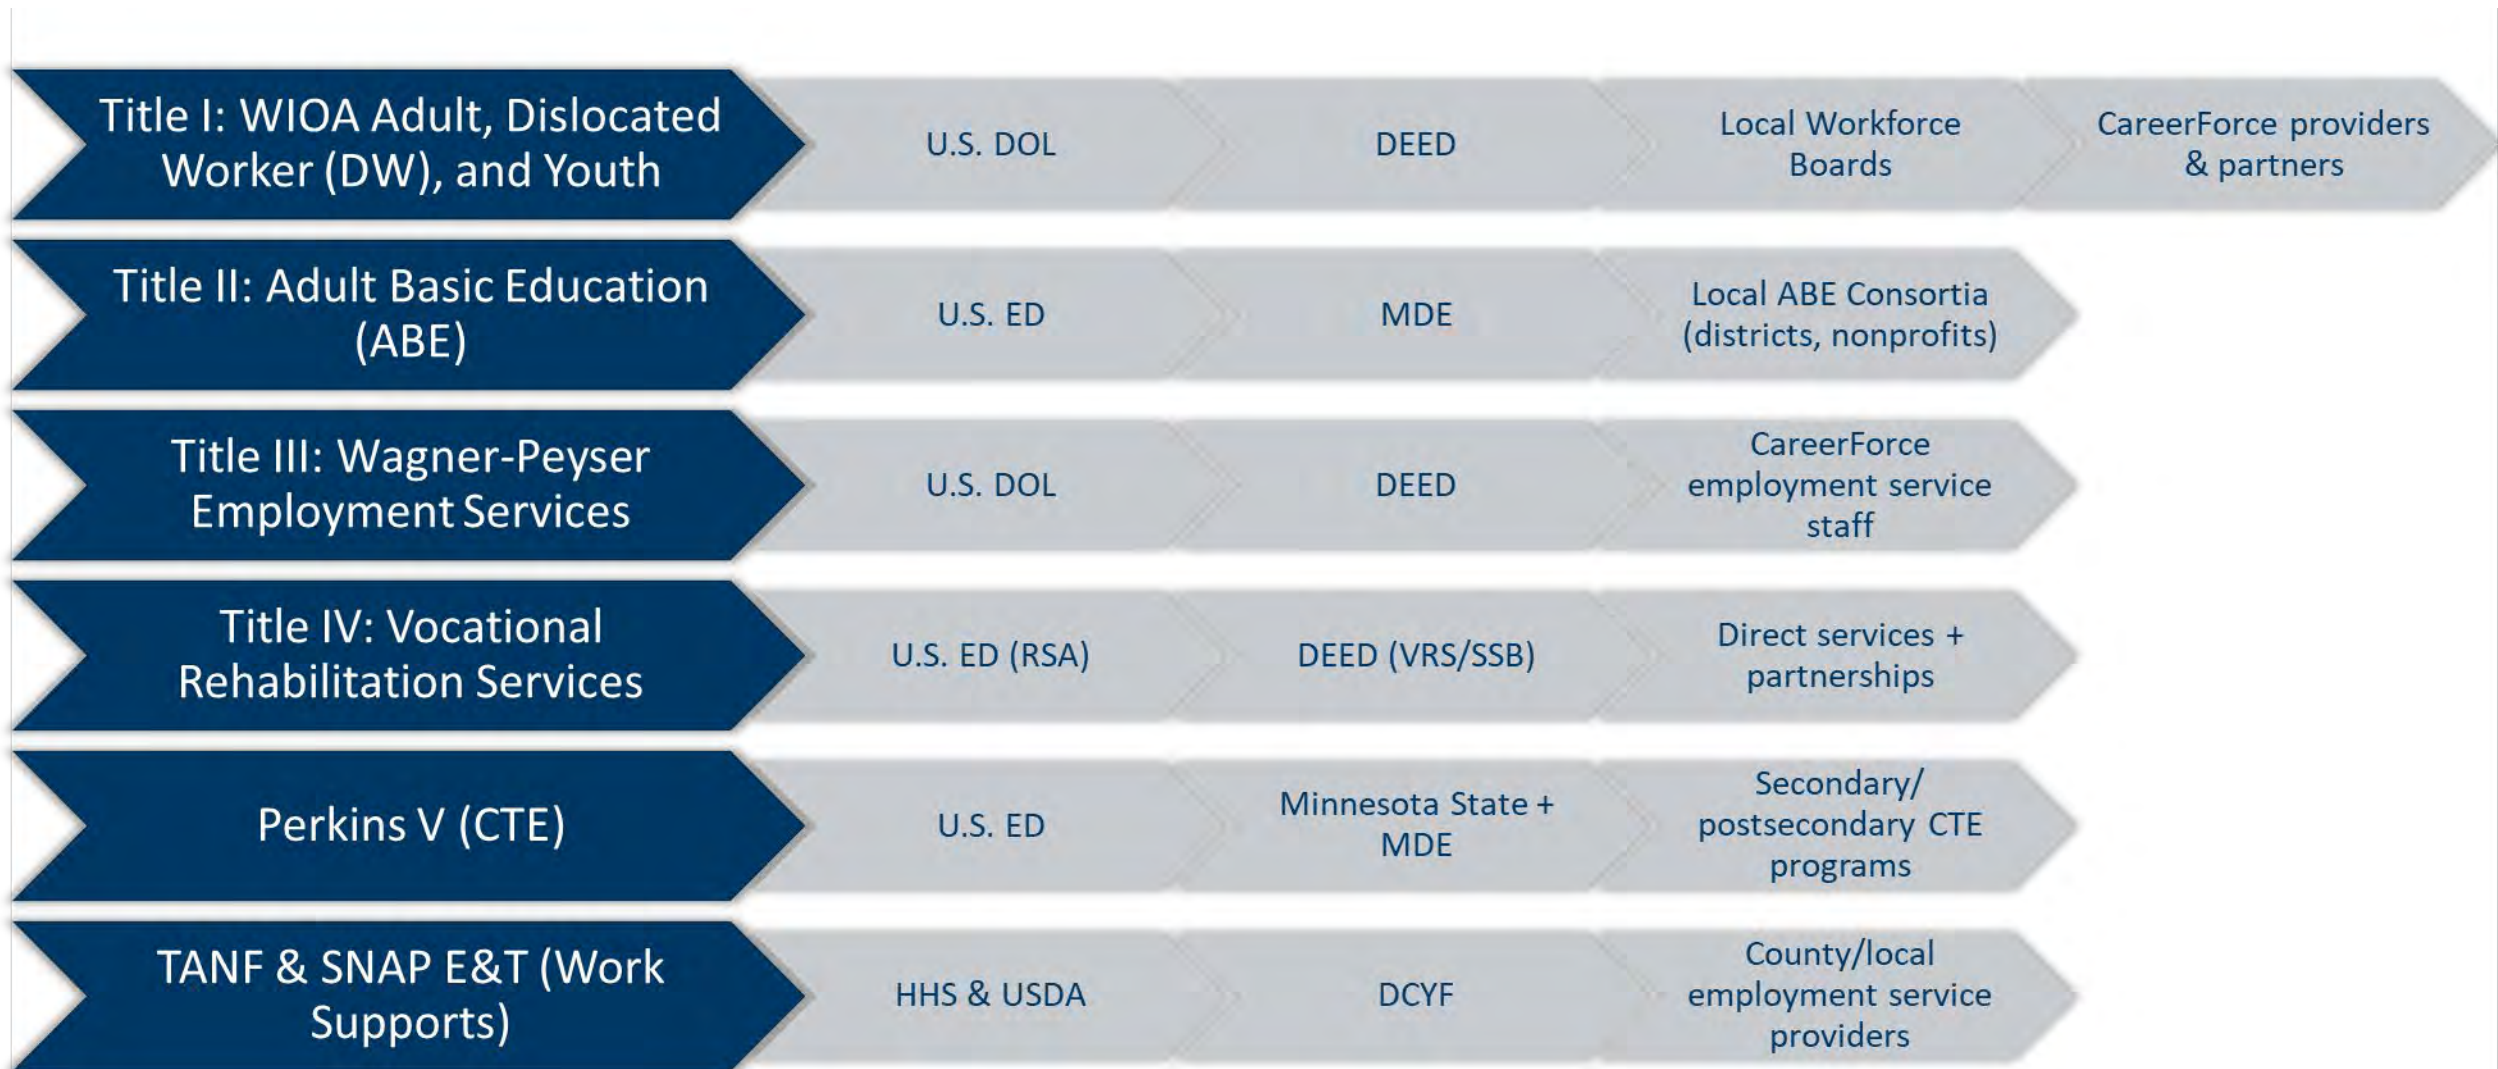 Title I: WIOA Adult, Dislocated
Worker (DW), and Youth
U.S. DOL
DEED
Local Workforce
Boards
CareerForce providers
& partners
Title II: Adult Basic Education
(ABE)
U.S. ED
MDE
Local ABE Consortia
(districts, nonprofits)
Title III: Wagner-Peyser
Employment Services
U.S. DOL
DEED
CareerForce
employment service
staff
Title IV: Vocational
Rehabilitation Services
U.S. ED (RSA)
DEED (VRS/SSB)
Direct services +
partnerships
Perkins V (CTE)
U.S. ED
Minnesota State +
MDE
Secondary/
postsecondary CTE
programs
TANF & SNAP E&T (Work
Supports)
HHS & USDA
DCYF
County/local
employment service
providers